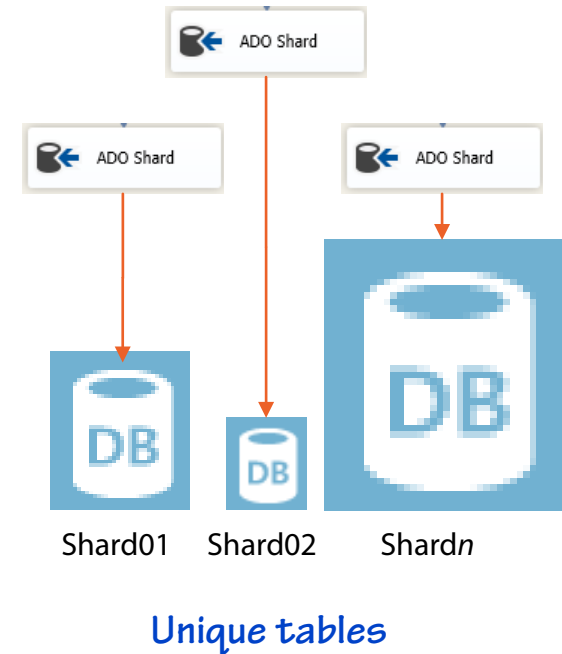 ADO Shard
ADO Shard
ADO Shard
DB
DB
DB
Shard01 Shard02 Shardn
Unique tables